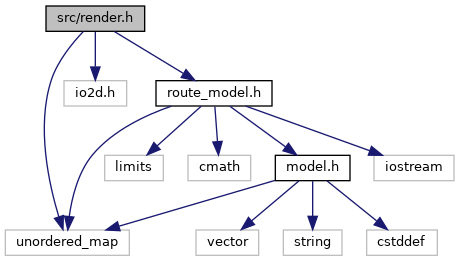 src/render.h
io2d.h
route_model.h
limits
cmath
model.h
iostream
unordered_map
vector
string
cstddef